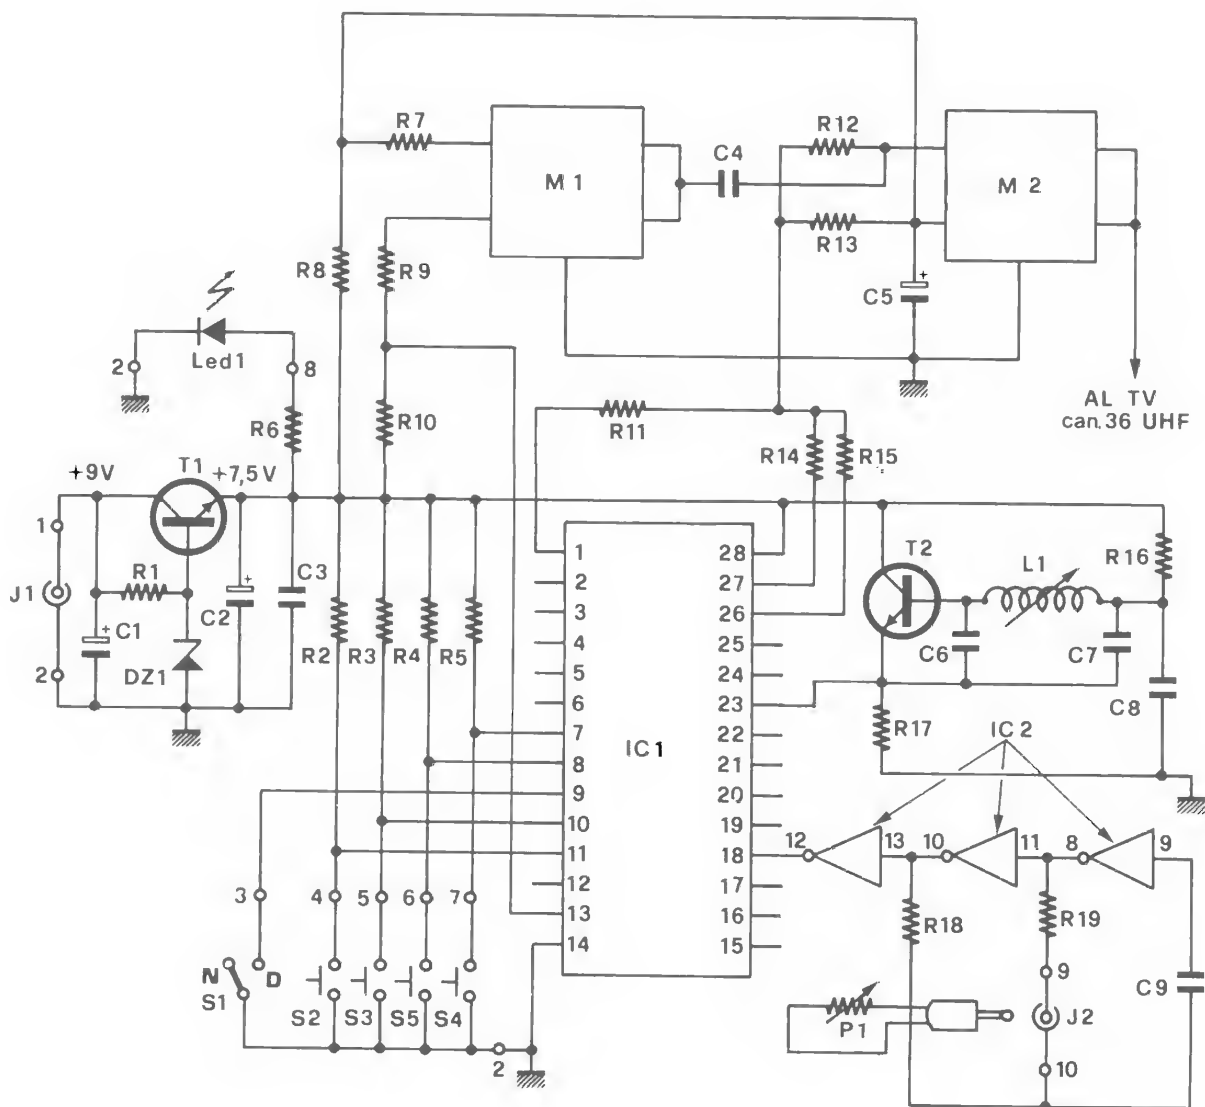 R7
M1
C4
R12
M2
R13
R8
R9
C5
Led1
2
8
R6
R10
R11
R14
R15
AL TV
can.36 UHF
+9V
T1
+7,5V
1
J1
2
R1
C1
+
DZ1
C2
+
C3
R2
R3
R4
R5
+
IC1
1
2
3
4
5
6
7
8
9
10
11
12
13
14
28
27
26
25
24
23
22
21
20
19
18
17
16
15
T2
L1
R16
C6
C7
C8
R17
IC2
12
13
10
11
8
9
R18
R19
9
C9
P1
J2
10
3
4
5
6
7
N
D
S1
S2
S3
S5
S4
2